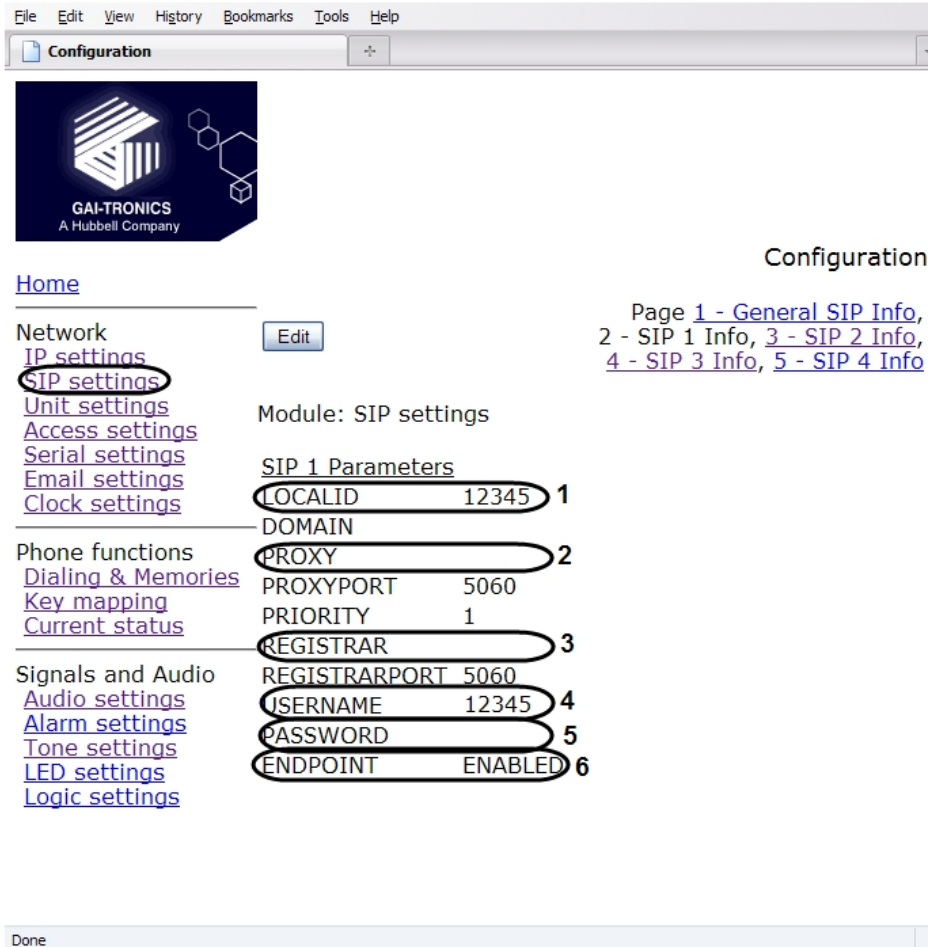 File Edit View History Bookmarks Tools Help
Configuration
GAI-TRONICS
A Hubbell Company
Configuration
Home
Page 1 - General SIP Info,
2 - SIP 1 Info, 3 - SIP 2 Info,
4 - SIP 3 Info, 5 - SIP 4 Info
Network
IP settings
SIP settings
Unit settings
Access settings
Serial settings
Email settings
Clock settings
Phone functions
Dialing & Memories
Key mapping
Current status
Signals and Audio
Audio settings
Alarm settings
Tone settings
LED settings
Logic settings
Edit
Module: SIP settings
SIP 1 Parameters
LOCALID 12345 1
DOMAIN
PROXY 2
PROXYPORT 5060
PRIORITY 1
REGISTRAR 3
REGISTRARPORT 5060
USERNAME 12345 4
PASSWORD 5
ENDPOINT ENABLED 6
Done